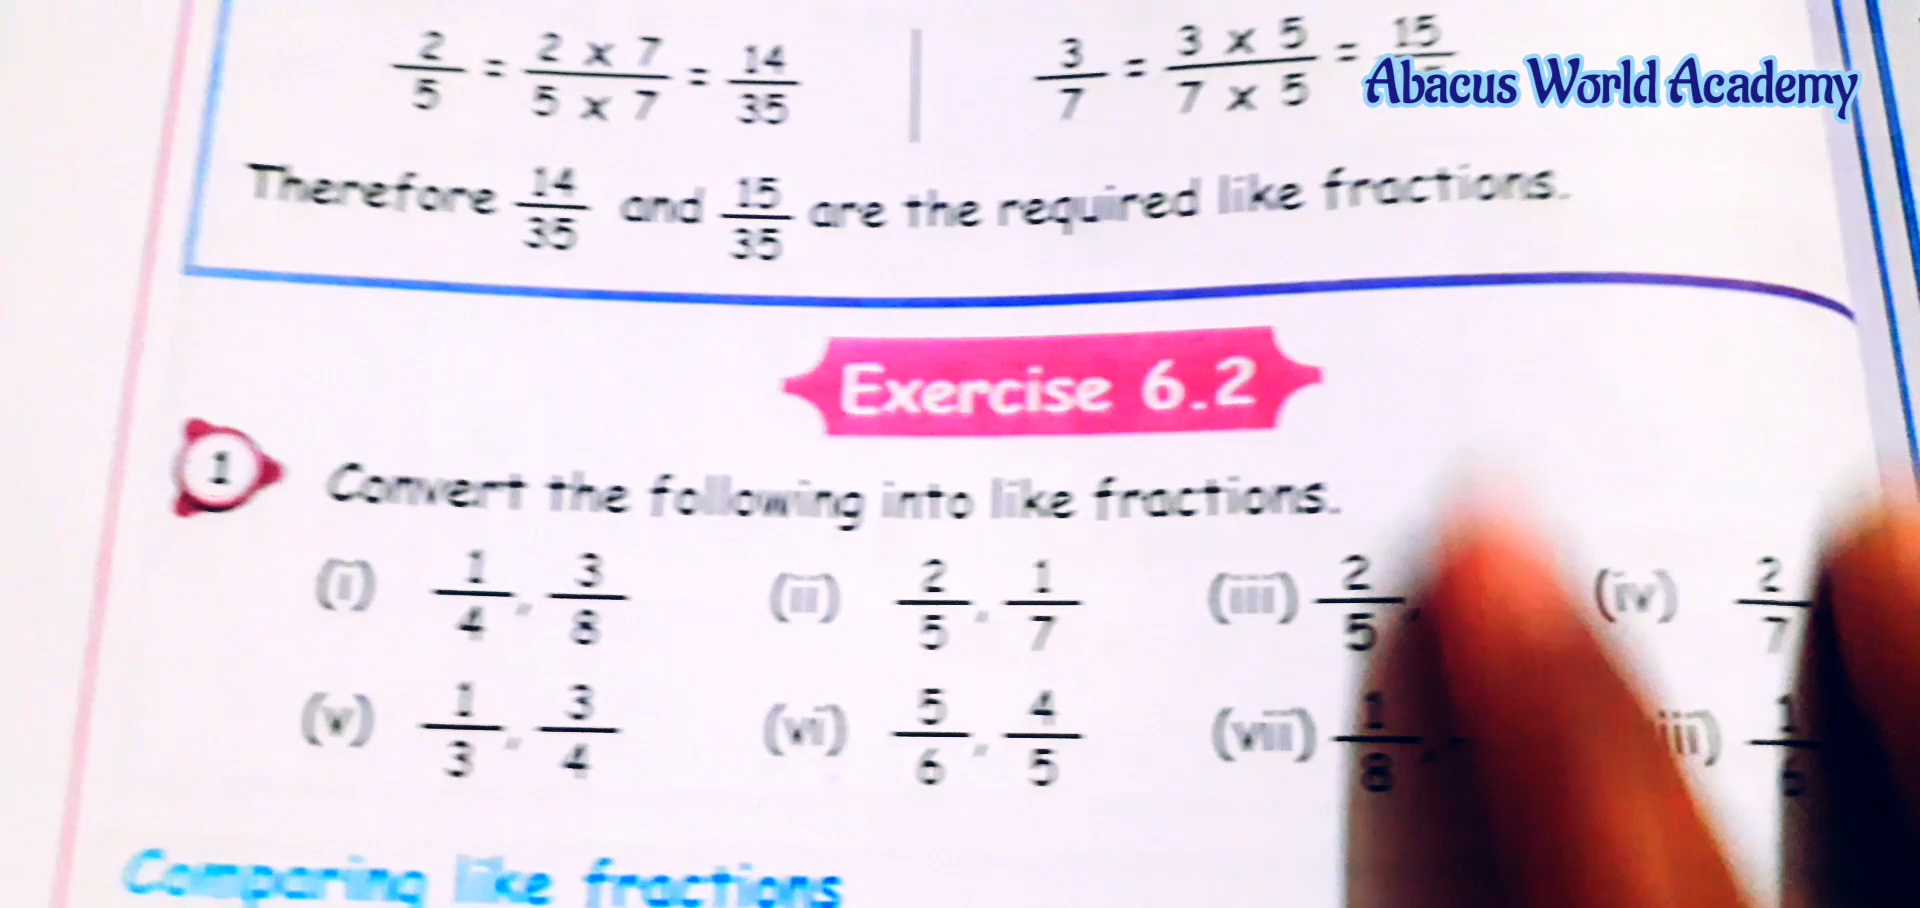 2/5 = 2 x 7 / 5 x 7 = 14/35 | 3/7 = 3 x 5 / 7 x 5 = 15
Abacus World Academy
Therefore 14/35 and 15/35 are the required like fractions.
Exercise 6.2
1 Convert the following into like fractions.
(i) 1/4, 3/8 (ii) 2/5, 1/7 (iii) 2/5, (iv) 2/7
(v) 1/3, 3/4 (vi) 5/6, 4/5 (vii) 1/8, iii) 1/6
Comparing like fractions